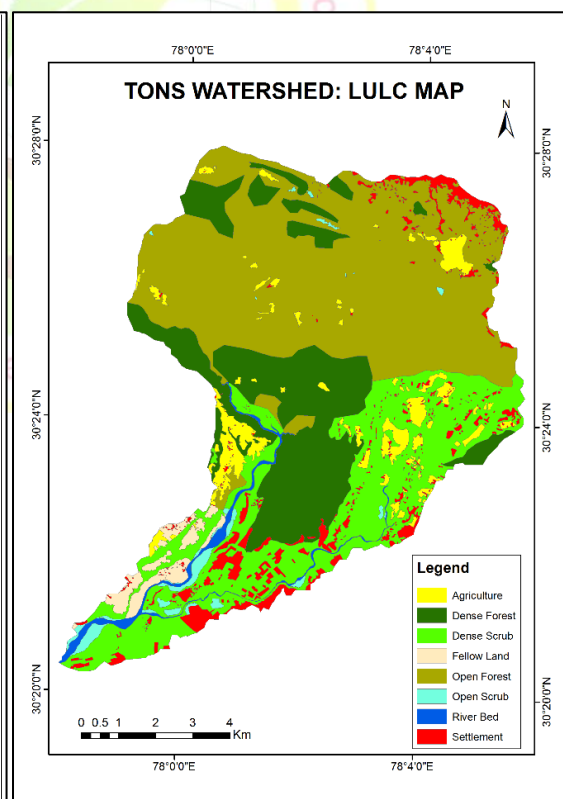 78°0'0"E 78°4'0"E
TONS WATERSHED: LULC MAP
N
30°28'0"N 30°28'0"N
30°24'0"N 30°24'0"N
Legend
Agriculture
Dense Forest
Dense Scrub
Fellow Land
Open Forest
Open Scrub
River Bed
Settlement
30°20'0"N 30°20'0"N
0 0.5 1 2 3 4
Km
78°0'0"E 78°4'0"E